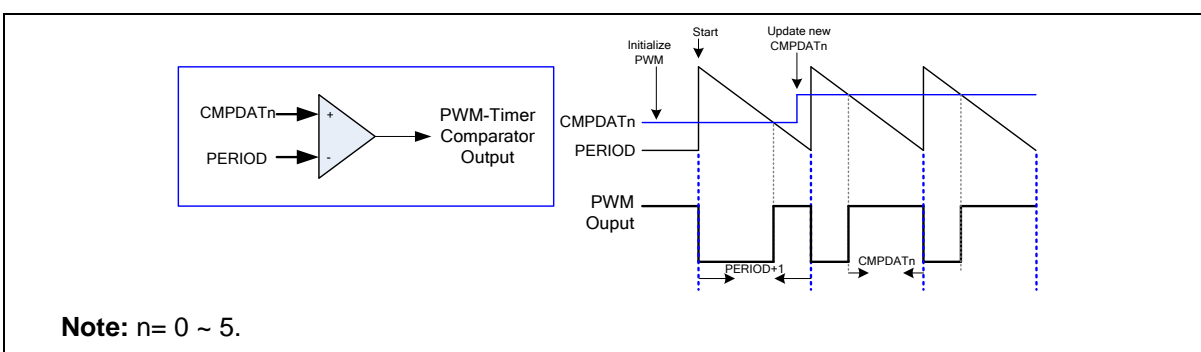 CMPDATn
PERIOD
+
-
PWM-Timer
Comparator
Output
Initialize
PWM
Start
Update new
CMPDATn
CMPDATn
PERIOD
PWM
Ouput
PERIOD+1
CMPDATn
Note: n= 0 ~ 5.